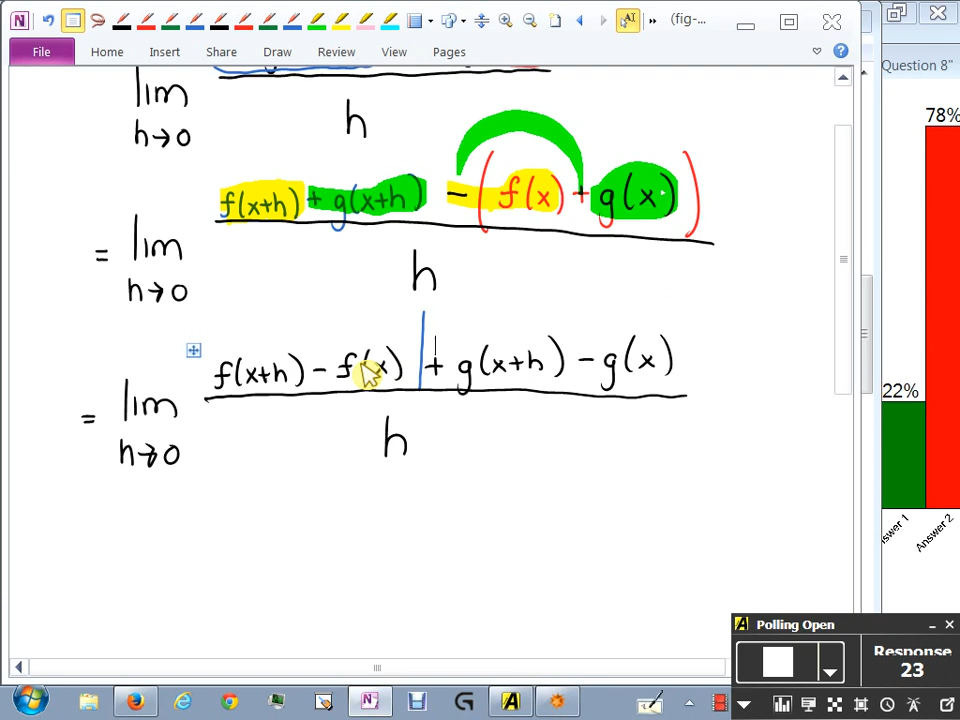 (fig-...
Question 8"
File Home Insert Share Draw Review View Pages
78%
lim
h→0
h
f(x+h) + g(x+h) - (f(x) + g(x))
= lim
h→0
h
f(x+h) - f(x) + g(x+h) - g(x)
= lim
h→0
h
22%
nswer 1
Answer 2
Polling Open
Response
23